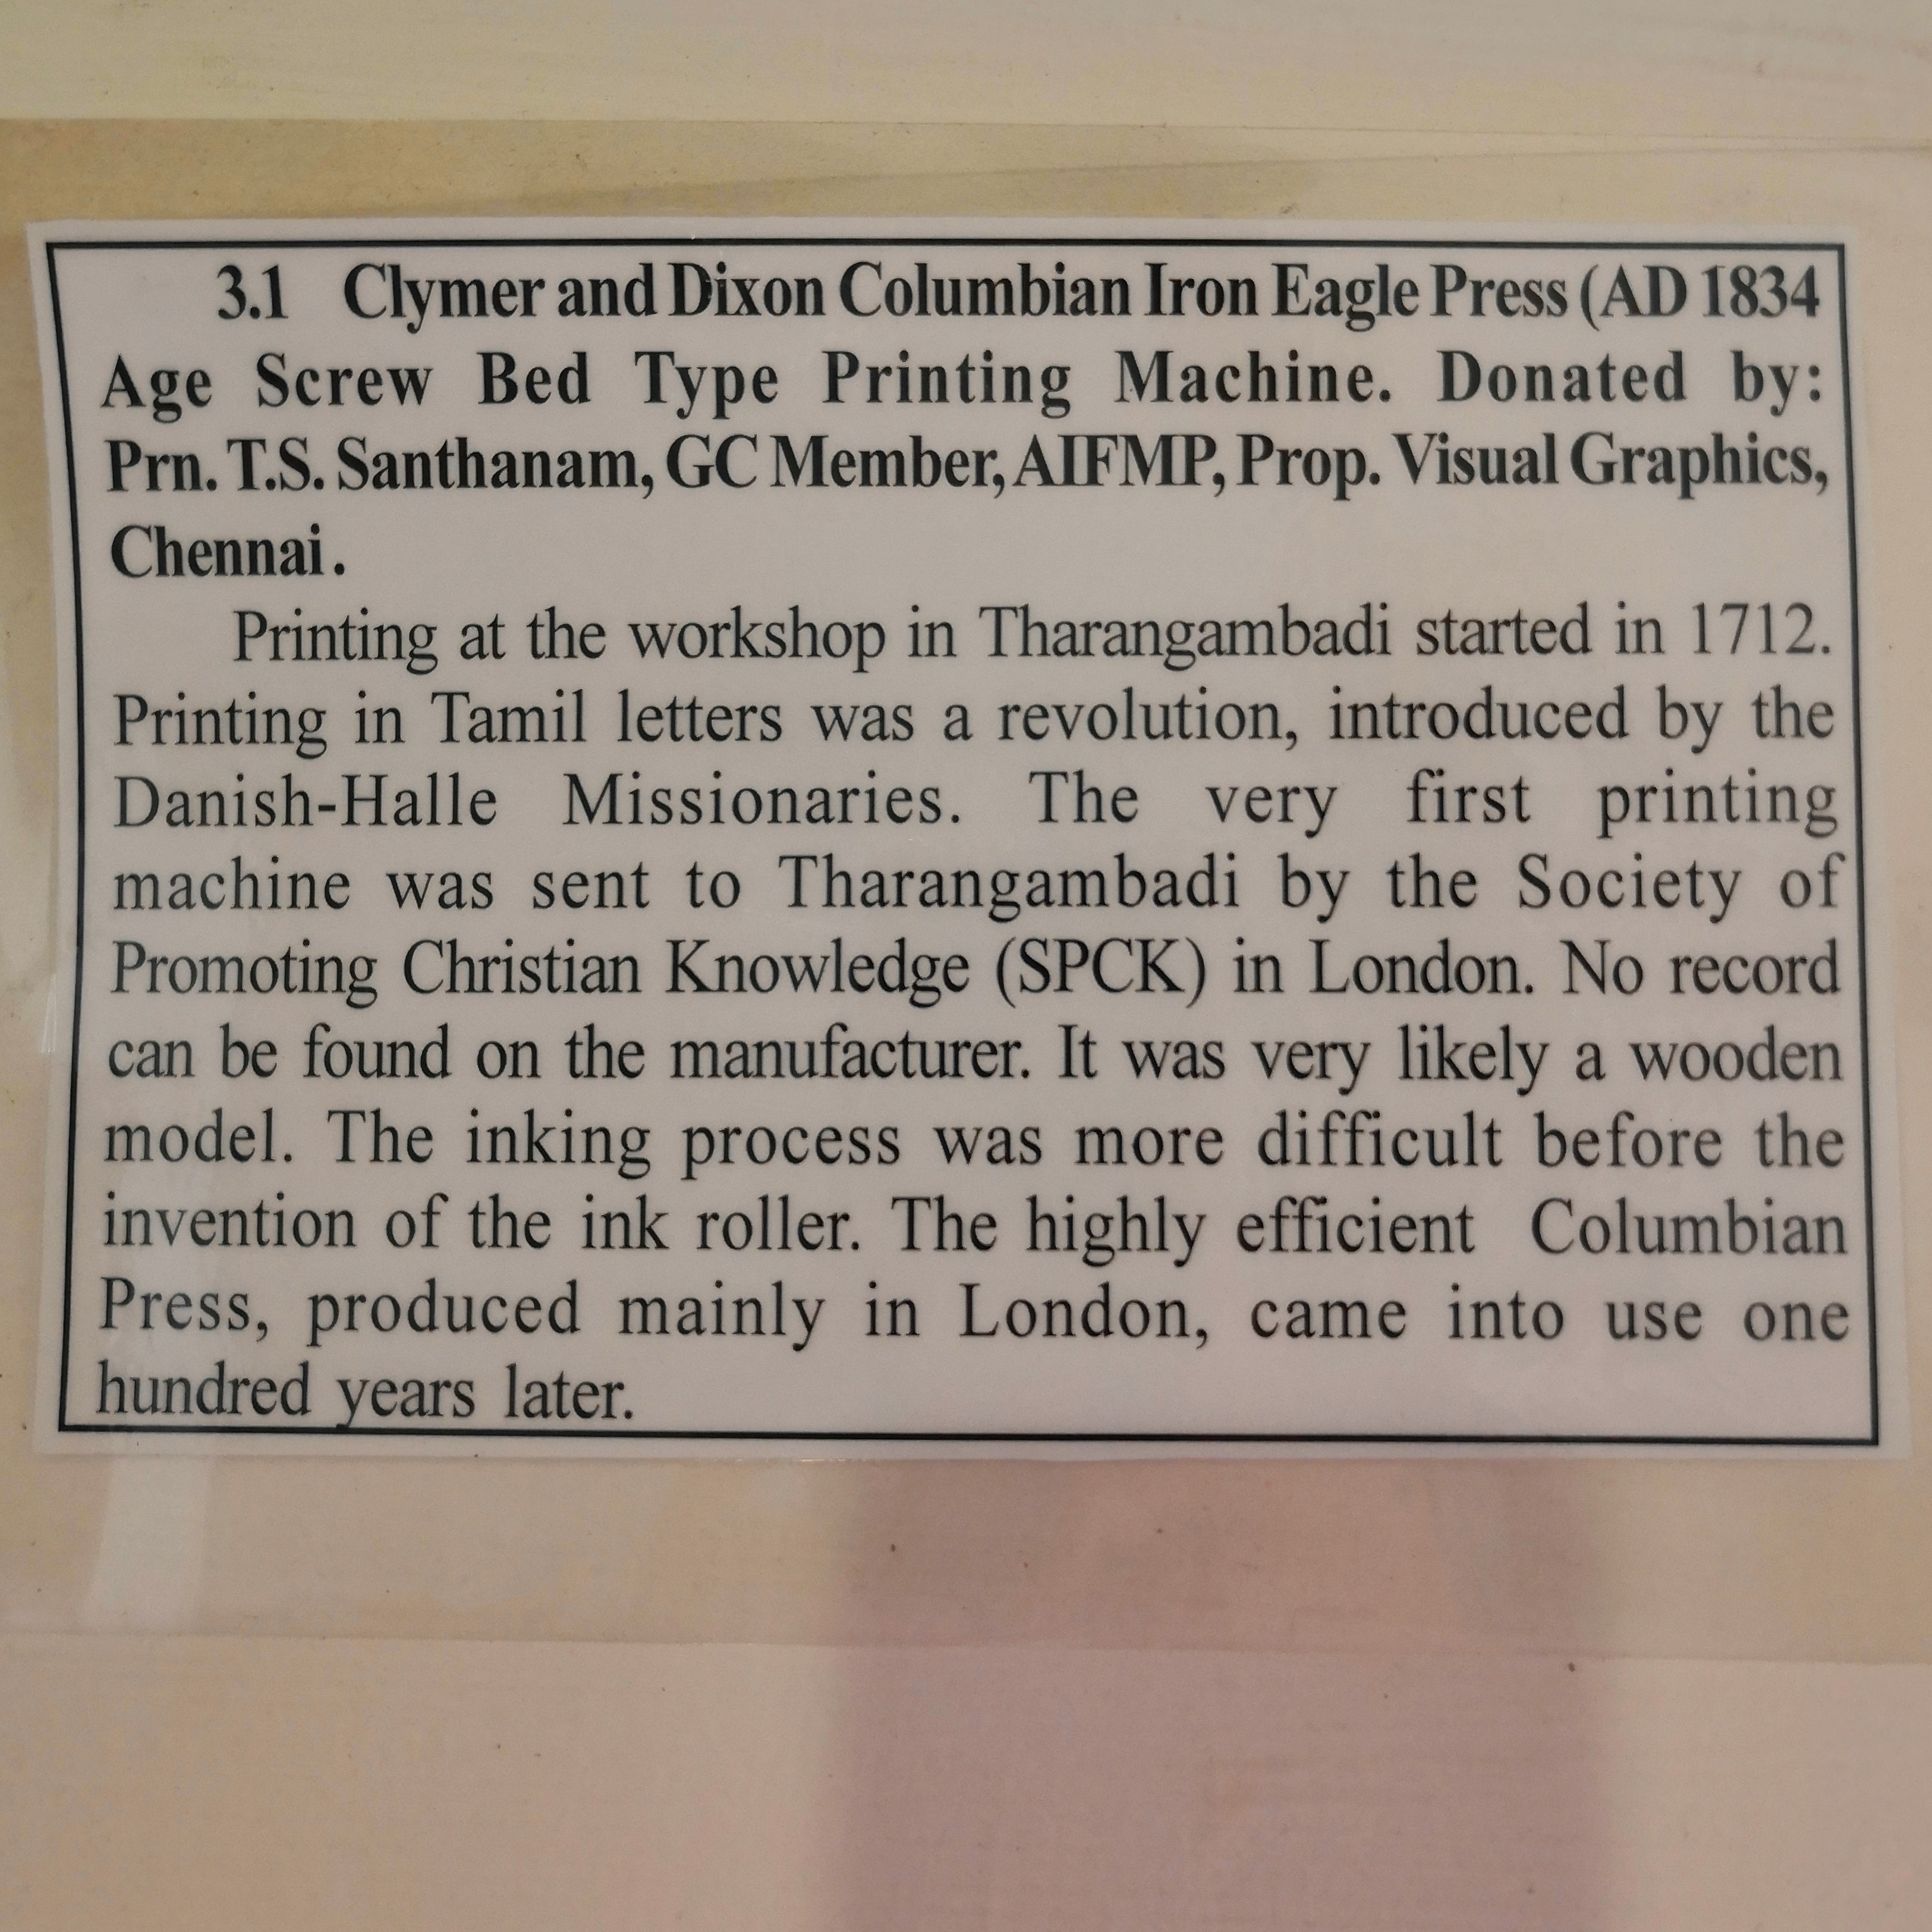 3.1 Clymer and Dixon Columbian Iron Eagle Press (AD 1834
Age Screw Bed Type Printing Machine. Donated by:
Prn. T.S. Santhanam, GC Member, AIFMP, Prop. Visual Graphics,
Chennai.
Printing at the workshop in Tharangambadi started in 1712.
Printing in Tamil letters was a revolution, introduced by the
Danish-Halle Missionaries. The very first printing
machine was sent to Tharangambadi by the Society of
Promoting Christian Knowledge (SPCK) in London. No record
can be found on the manufacturer. It was very likely a wooden
model. The inking process was more difficult before the
invention of the ink roller. The highly efficient Columbian
Press, produced mainly in London, came into use one
hundred years later.